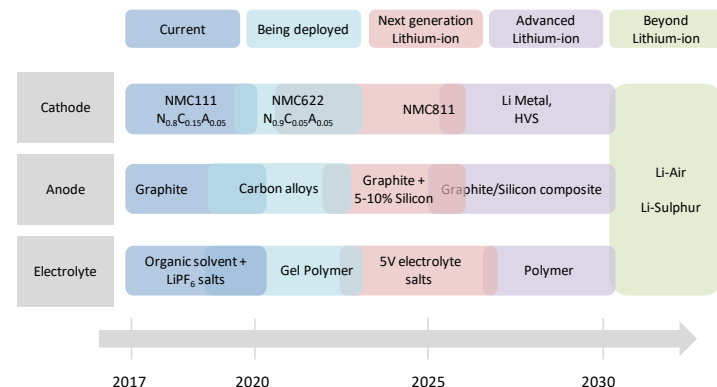 Current
Being deployed
Next generation
Lithium-ion
Advanced
Lithium-ion
Beyond
Lithium-ion
Cathode
NMC111
N₀.₈C₀.₁₅A₀.₀₅
NMC622
N₀.₉C₀.₀₅A₀.₀₅
NMC811
Li Metal,
HVS
Anode
Graphite
Carbon alloys
Graphite +
5-10% Silicon
Graphite/Silicon composite
Li-Air
Li-Sulphur
Electrolyte
Organic solvent +
LiPF₆ salts
Gel Polymer
5V electrolyte
salts
Polymer
2017
2020
2025
2030